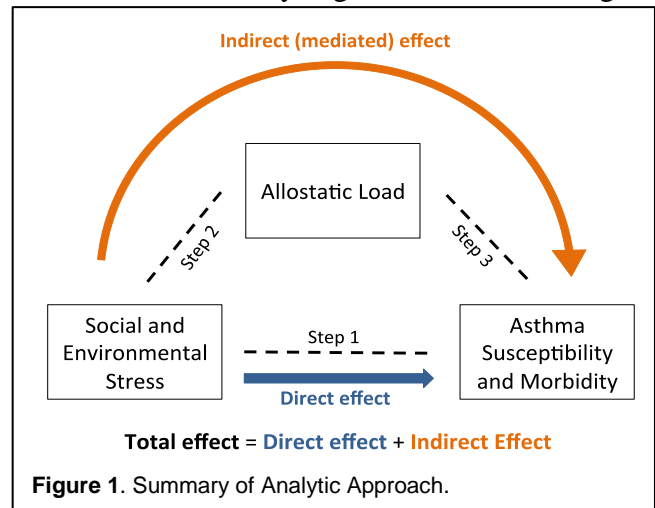 Indirect (mediated) effect
Allostatic Load
Step 2
Step 3
Social and
Environmental
Stress
Step 1
Direct effect
Asthma
Susceptibility
and Morbidity
Total effect = Direct effect + Indirect Effect
Figure 1. Summary of Analytic Approach.